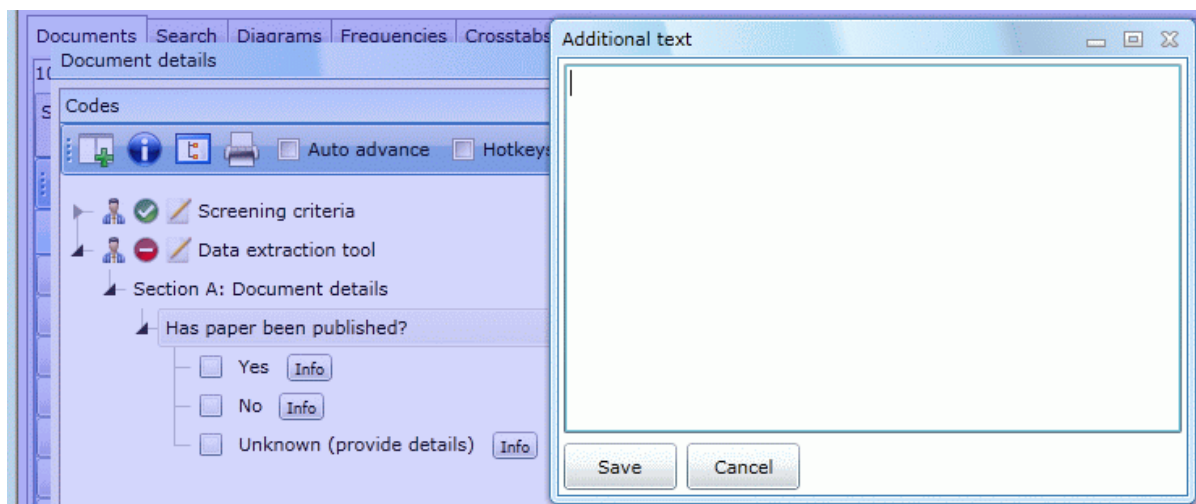 Documents Search Diagrams Frequencies Crosstabs
Document details
10
S
Codes
Auto advance Hotkeys
Screening criteria
Data extraction tool
Section A: Document details
Has paper been published?
Yes Info
No Info
Unknown (provide details) Info
Additional text
Save Cancel